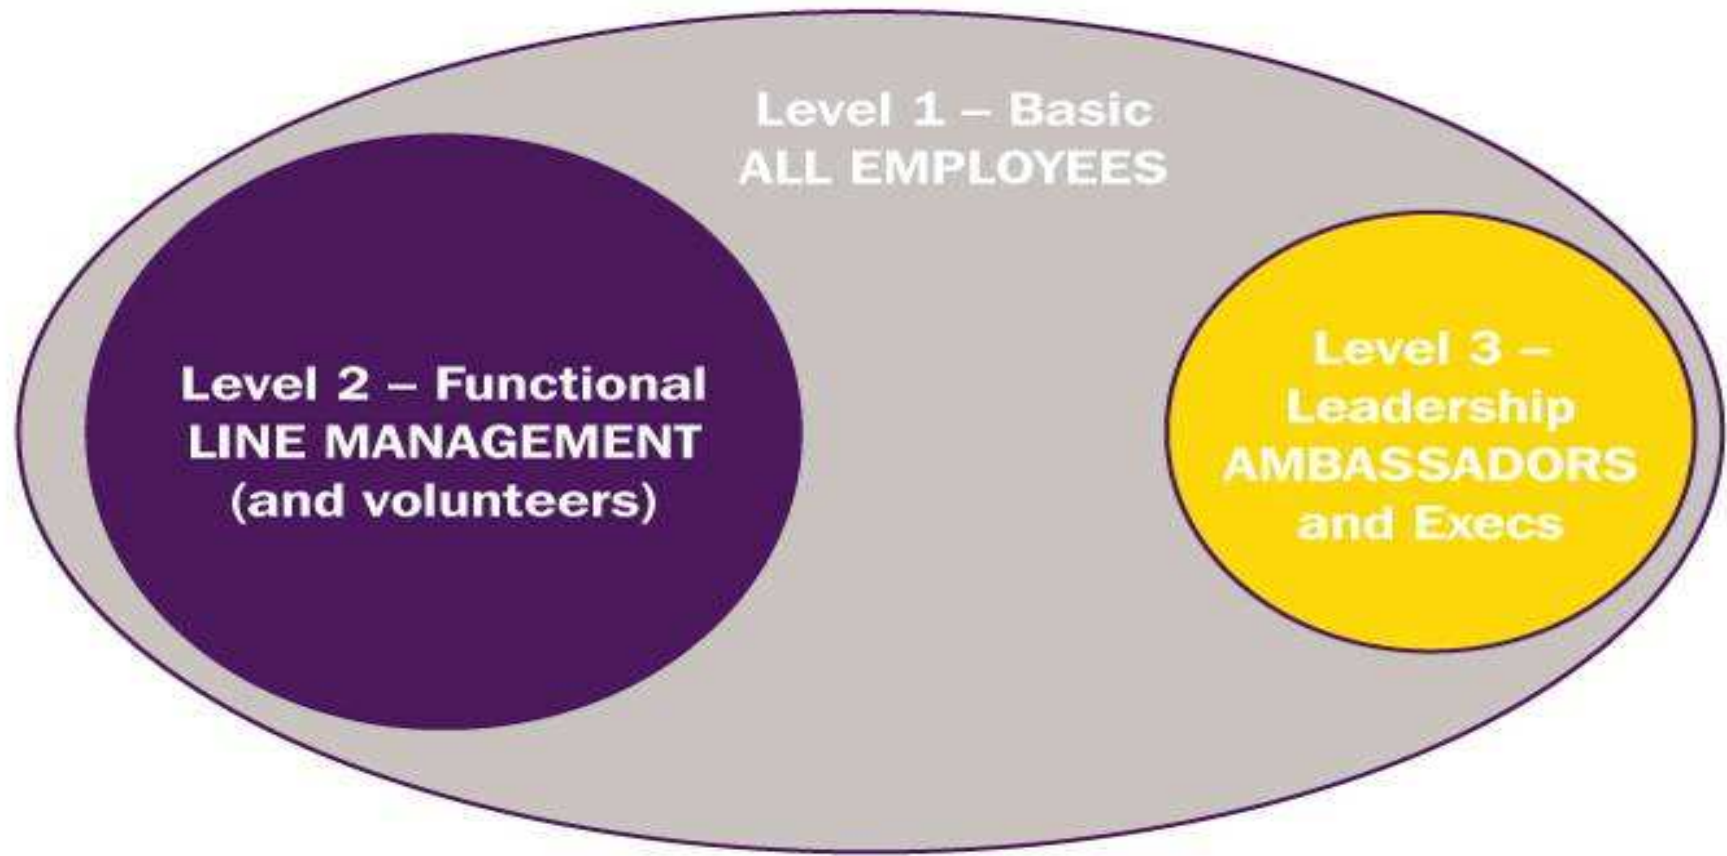 Level 1 – Basic
ALL EMPLOYEES
Level 2 – Functional
LINE MANAGEMENT
(and volunteers)
Level 3 –
Leadership
AMBASSADORS
and Execs